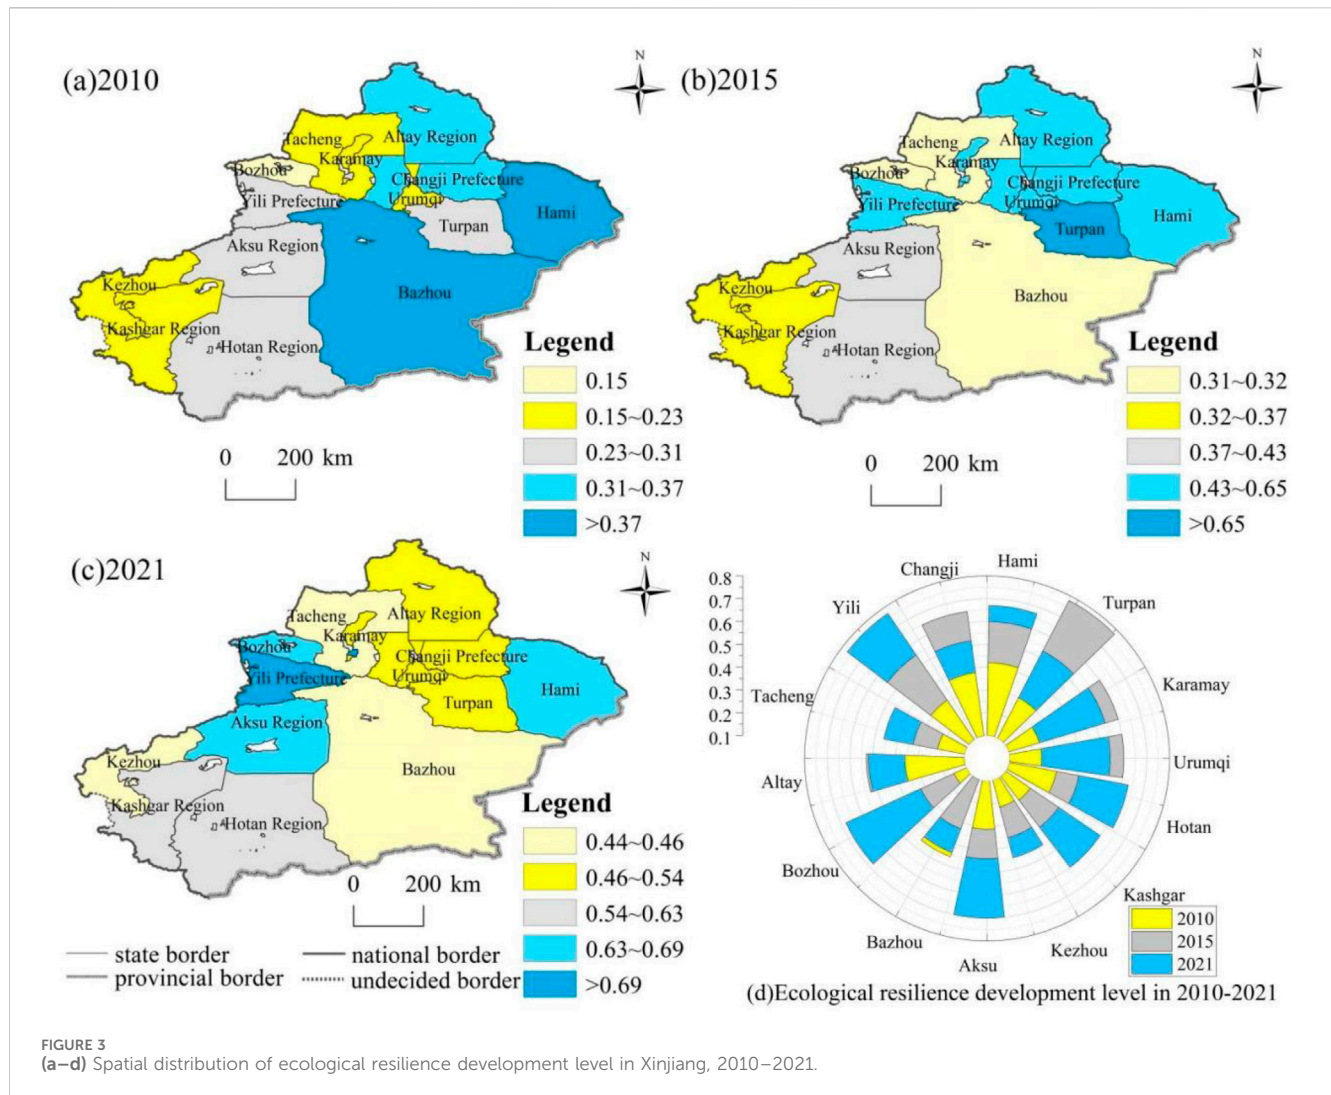 (a)2010
N
Tacheng
Altay Region
Karamay
Bozhou
Changji Prefecture
Yili Prefecture
Urumqi
Hami
Turpan
Aksu Region
Kezhou
Bazhou
Kashgar Region
Hotan Region
Legend
0.15
0.15~0.23
0.23~0.31
0.31~0.37
>0.37
0 200 km
(b)2015
N
Tacheng
Altay Region
Karamay
Bozhou
Changji Prefecture
Yili Prefecture
Urumqi
Hami
Turpan
Aksu Region
Kezhou
Bazhou
Kashgar Region
Hotan Region
Legend
0.31~0.32
0.32~0.37
0.37~0.43
0.43~0.65
>0.65
0 200 km
(c)2021
N
Tacheng
Altay Region
Karamay
Bozhou
Changji Prefecture
Yili Prefecture
Urumqi
Hami
Turpan
Aksu Region
Kezhou
Bazhou
Kashgar Region
Hotan Region
Legend
0.44~0.46
0.46~0.54
0.54~0.63
0.63~0.69
>0.69
0 200 km
state border
national border
provincial border
undecided border
0.8
0.7
0.6
0.5
0.4
0.3
0.2
0.1
Changji
Hami
Yili
Turpan
Tacheng
Karamay
Altay
Urumqi
Bozhou
Hotan
Bazhou
Kashgar
Aksu
Kezhou
2010
2015
2021
(d)Ecological resilience development level in 2010-2021
FIGURE 3
(a–d) Spatial distribution of ecological resilience development level in Xinjiang, 2010–2021.